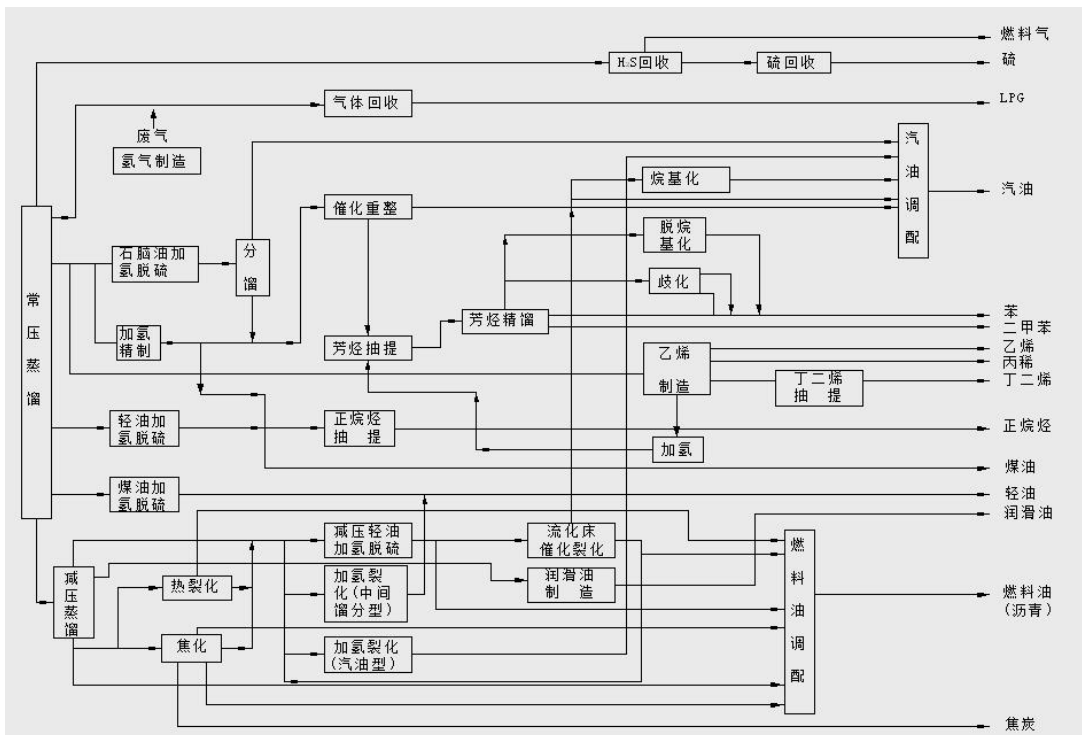 燃料气
H₂S回收
硫回收
硫
气体回收
LPG
废气
氢气制造
汽
油
调
配
烷基化
汽油
催化重整
脱烷
基化
石脑油加
氢脱硫
分
馏
歧化
常
压
蒸
馏
芳烃精馏
苯
二甲苯
加氢
精制
芳烃抽提
乙烯
制造
乙烯
丙稀
丁二烯
抽提
丁二烯
轻油加
氢脱硫
正烷烃
抽 提
正烷烃
加氢
煤油
煤油加
氢脱硫
轻油
润滑油
减压轻油
加氢脱硫
流化床
催化裂化
燃
料
油
调
配
减
压
蒸
馏
热裂化
加氢裂
化(中间
馏分型)
润滑油
制造
燃料油
(沥青)
焦化
加氢裂化
(汽油型)
焦炭